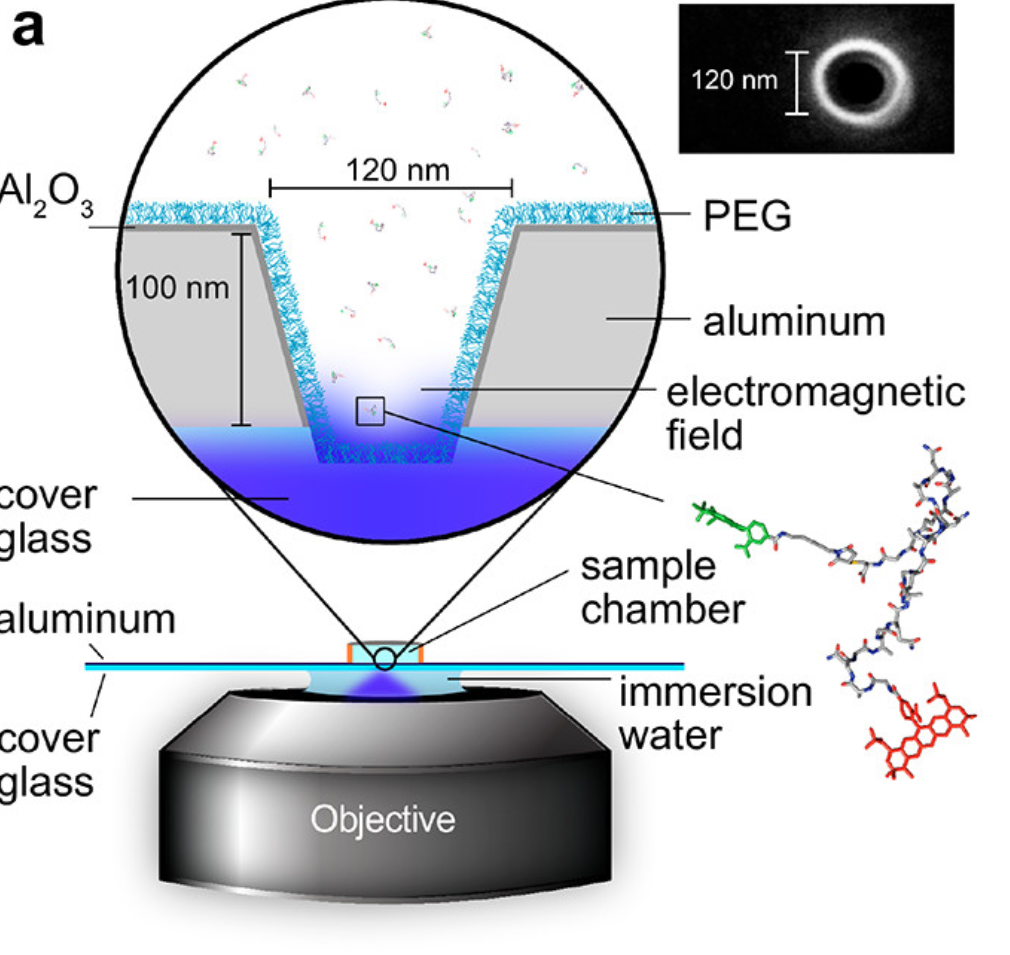 a
120 nm
120 nm
Al2O3
PEG
100 nm
aluminum
electromagnetic
field
cover
glass
sample
chamber
aluminum
immersion
water
cover
glass
Objective